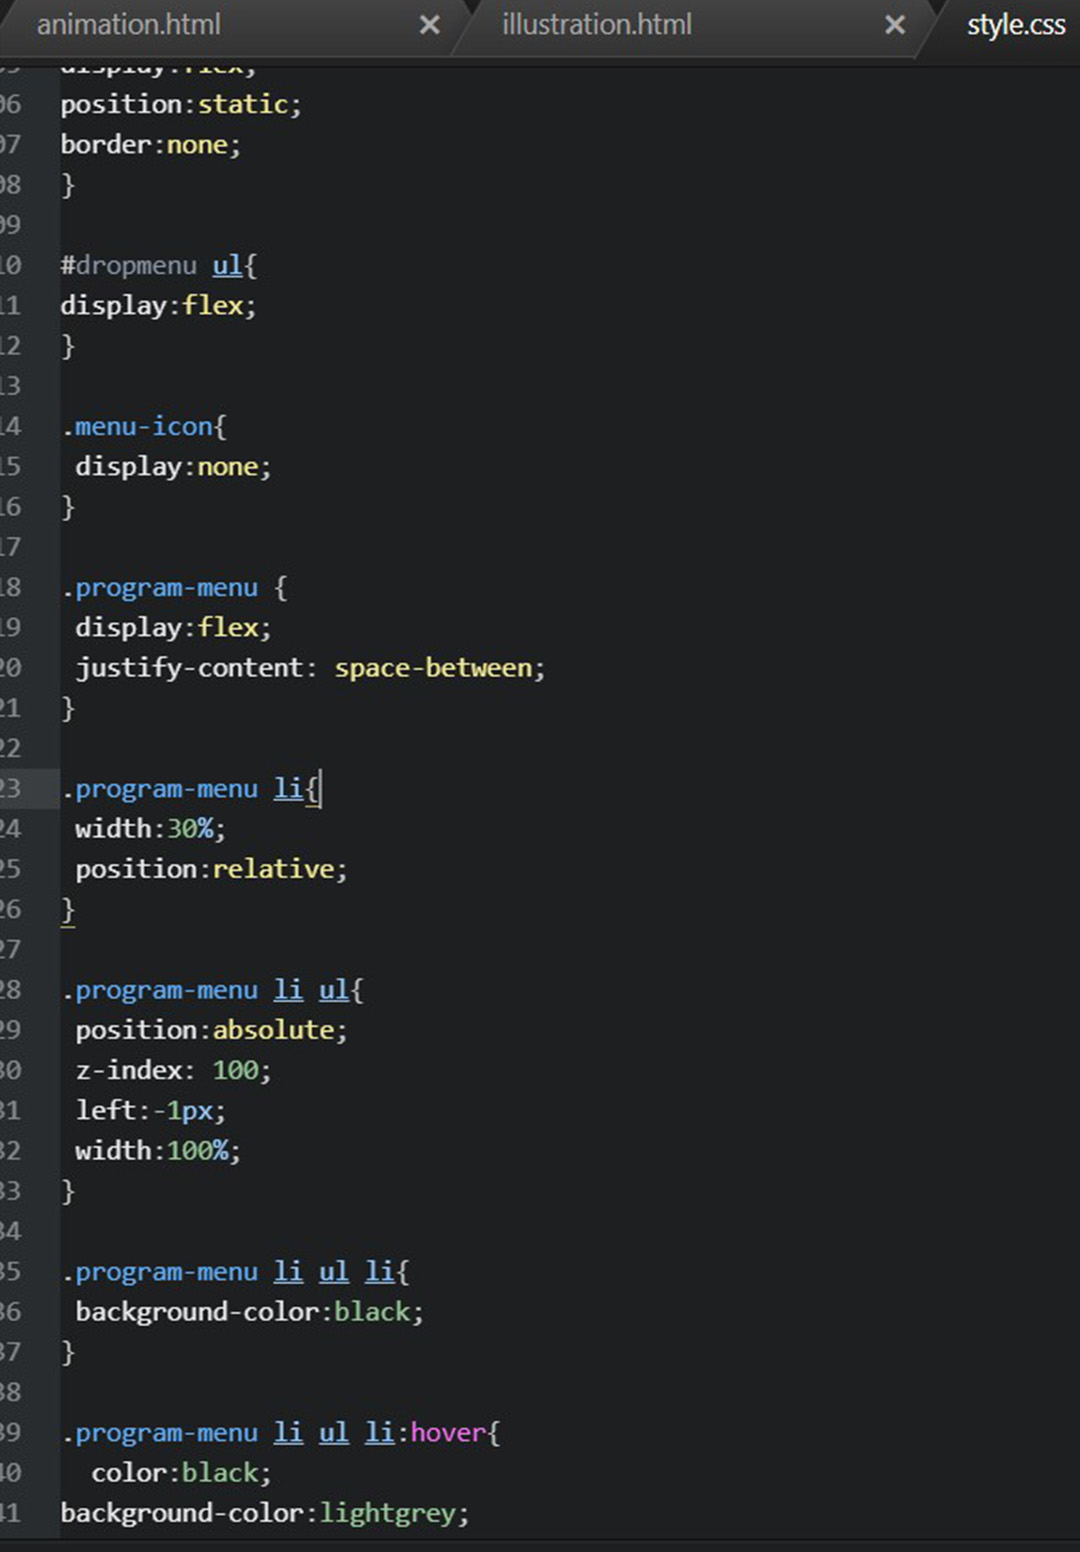 animation.html × illustration.html × style.css
display:flex;
06 position:static;
07 border:none;
08 }
09
10 #dropmenu ul{
11 display:flex;
12 }
13
14 .menu-icon{
15 display:none;
16 }
17
18 .program-menu {
19 display:flex;
20 justify-content: space-between;
21 }
22
23 .program-menu li{
24 width:30%;
25 position:relative;
26 }
27
28 .program-menu li ul{
29 position:absolute;
30 z-index: 100;
31 left:-1px;
32 width:100%;
33 }
34
35 .program-menu li ul li{
36 background-color:black;
37 }
38
39 .program-menu li ul li:hover{
40 color:black;
41 background-color:lightgrey;